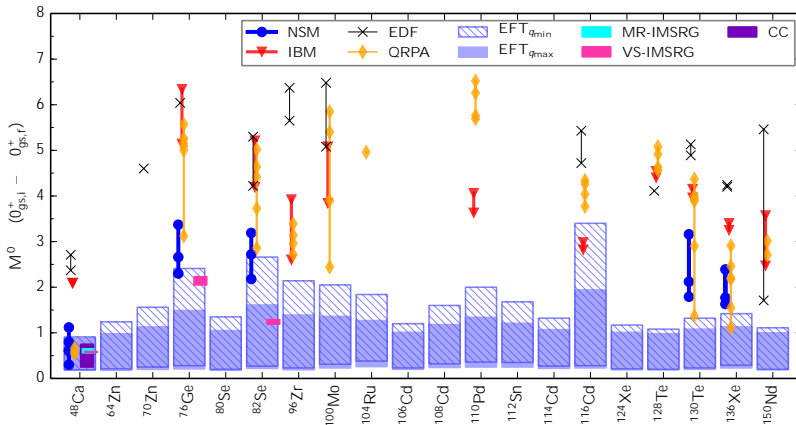 8
7
6
5
4
3
2
1
0
M⁰ (0⁺gs,i − 0⁺gs,f)
NSM
IBM
EDF
QRPA
EFTqmin
EFTqmax
MR-IMSRG
VS-IMSRG
CC
⁴⁸Ca
⁶⁴Zn
⁷⁰Zn
⁷⁶Ge
⁸⁰Se
⁸²Se
⁹⁶Zr
¹⁰⁰Mo
¹⁰⁴Ru
¹⁰⁶Cd
¹⁰⁸Cd
¹¹⁰Pd
¹¹²Sn
¹¹⁴Cd
¹¹⁶Cd
¹²⁴Xe
¹²⁸Te
¹³⁰Te
¹³⁶Xe
¹⁵⁰Nd